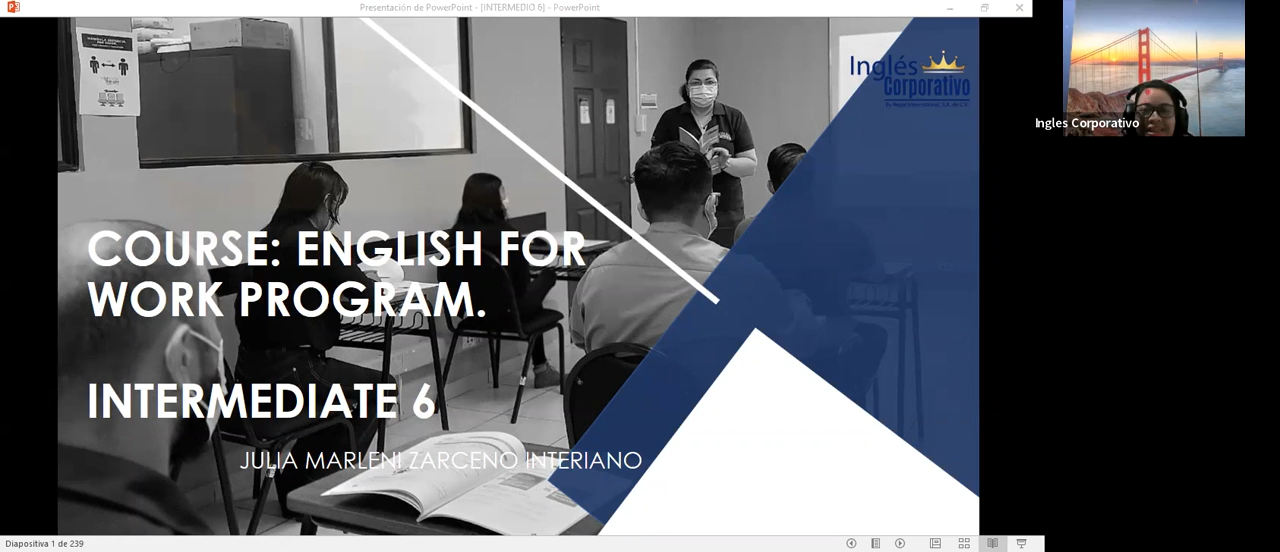 Presentación de PowerPoint - [INTERMEDIO 6] - PowerPoint
Inglés
Corporativo
Ingles Corporativo
COURSE: ENGLISH FOR
WORK PROGRAM.
INTERMEDIATE 6
JULIA MARLENI ZARCENO INTERIANO
Diapositiva 1 de 239